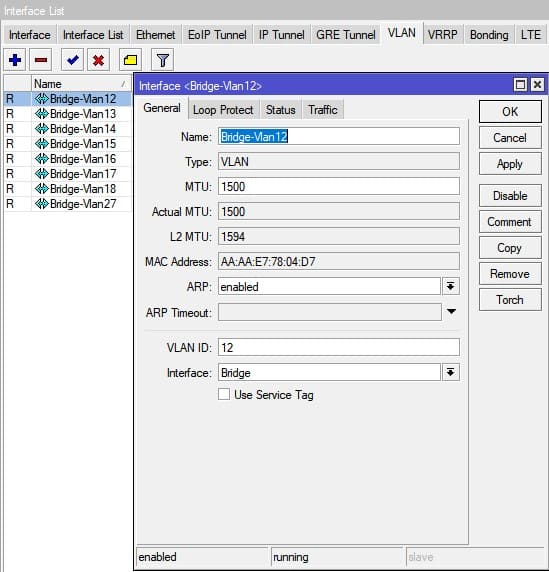 Interface List
Interface Interface List Ethernet EoIP Tunnel IP Tunnel GRE Tunnel VLAN VRRP Bonding LTE
Name
R Bridge-Vlan12
R Bridge-Vlan13
R Bridge-Vlan14
R Bridge-Vlan15
R Bridge-Vlan16
R Bridge-Vlan17
R Bridge-Vlan18
R Bridge-Vlan27
Interface <Bridge-Vlan12>
General Loop Protect Status Traffic
Name: Bridge-Vlan12
Type: VLAN
MTU: 1500
Actual MTU: 1500
L2 MTU: 1594
MAC Address: AA:AA:E7:78:04:D7
ARP: enabled
ARP Timeout:
VLAN ID: 12
Interface: Bridge
Use Service Tag
OK
Cancel
Apply
Disable
Comment
Copy
Remove
Torch
enabled running slave